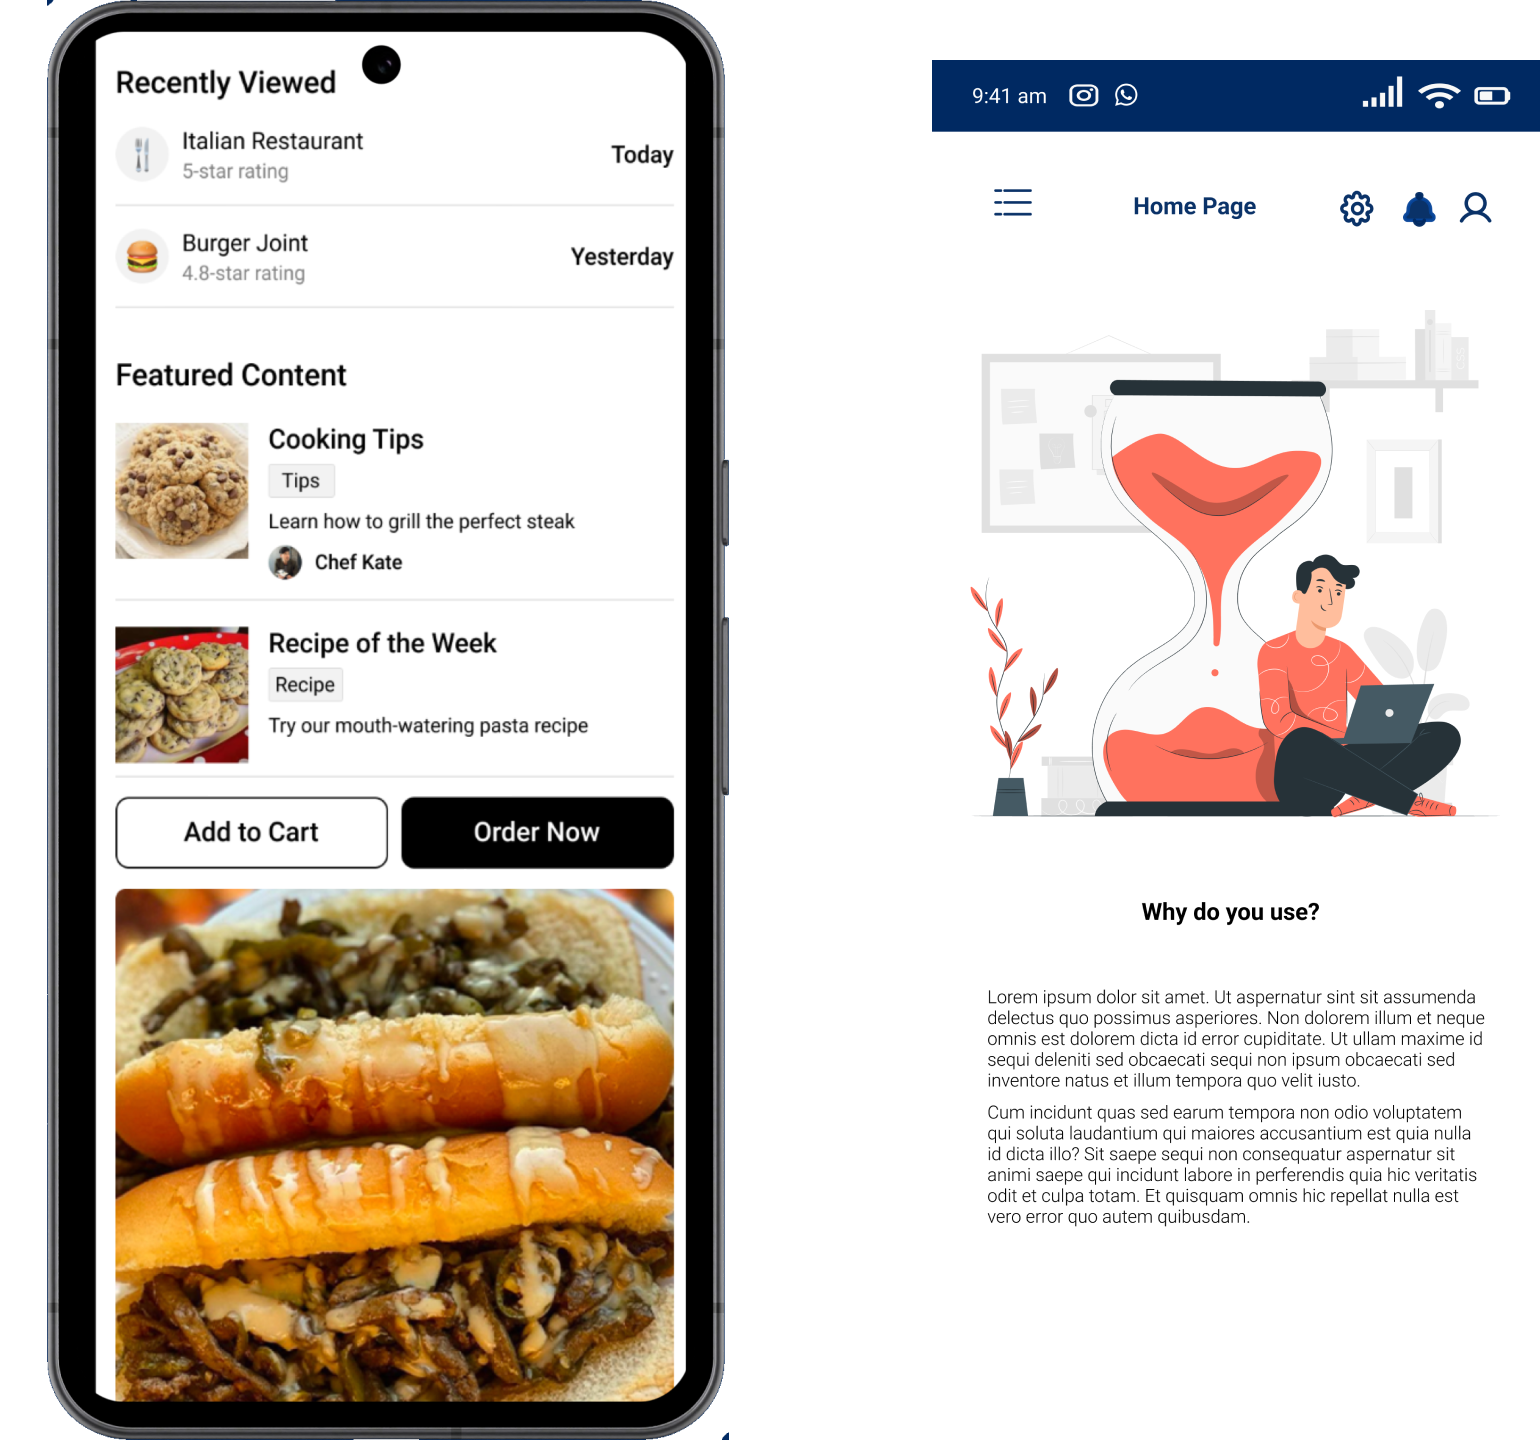 Recently Viewed
Italian Restaurant
5-star rating
Today
Burger Joint
4.8-star rating
Yesterday
Featured Content
Cooking Tips
Tips
Learn how to grill the perfect steak
Chef Kate
Recipe of the Week
Recipe
Try our mouth-watering pasta recipe
Add to Cart
Order Now
9:41 am
Home Page
Why do you use?
Lorem ipsum dolor sit amet. Ut aspernatur sint sit assumenda
delectus quo possimus asperiores. Non dolorem illum et neque
omnis est dolorem dicta id error cupiditate. Ut ullam maxime id
sequi deleniti sed obcaecati sequi non ipsum obcaecati sed
inventore natus et illum tempora quo velit iusto.
Cum incidunt quas sed earum tempora non odio voluptatem
qui soluta laudantium qui maiores accusantium est quia nulla
id dicta illo? Sit saepe sequi non consequatur aspernatur sit
animi saepe qui incidunt labore in perferendis quia hic veritatis
odit et culpa totam. Et quisquam omnis hic repellat nulla est
vero error quo autem quibusdam.